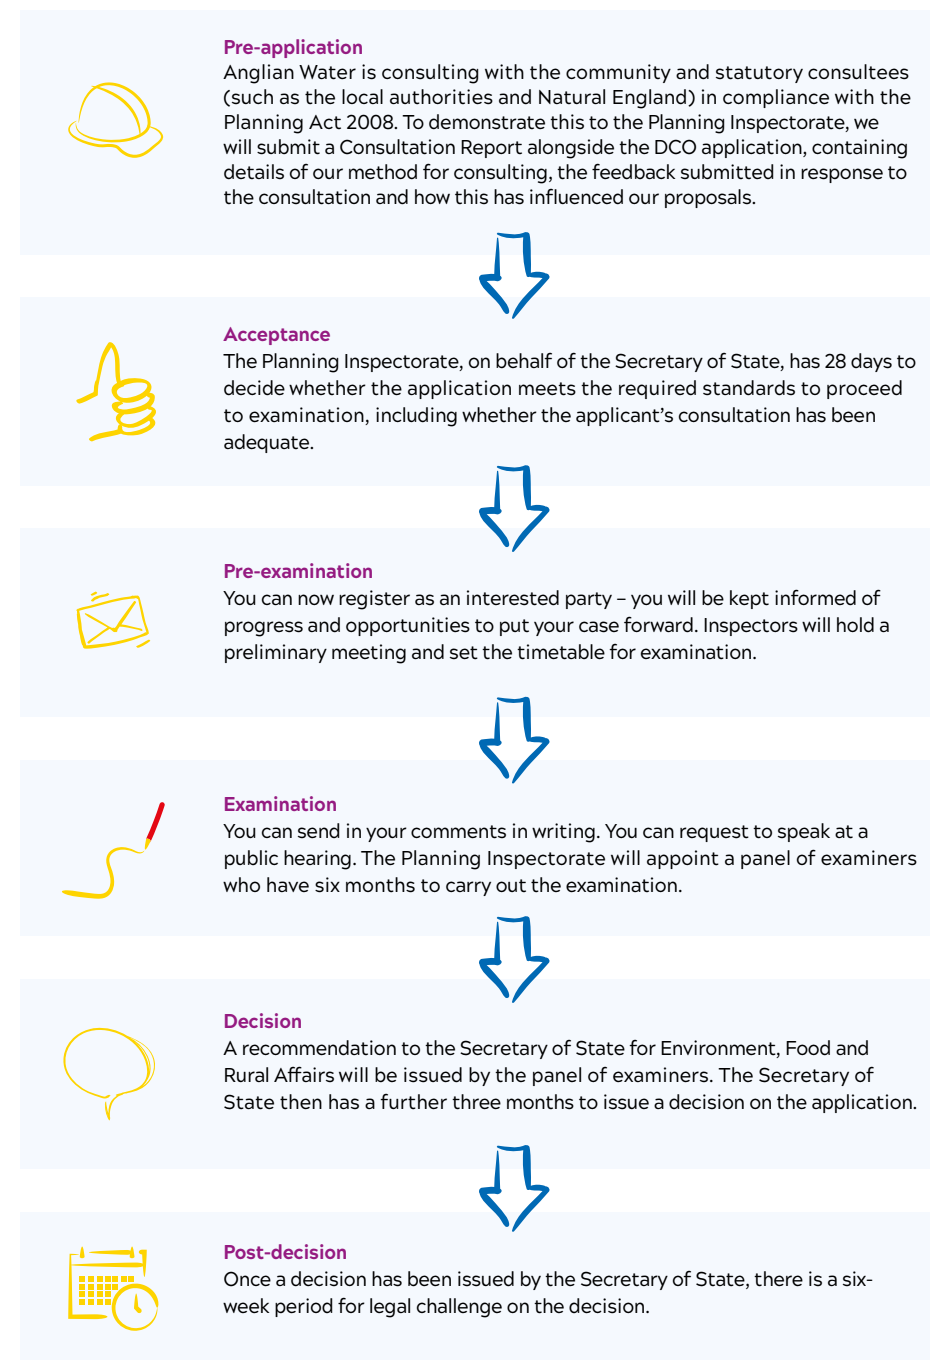 Pre-application
Anglian Water is consulting with the community and statutory consultees
(such as the local authorities and Natural England) in compliance with the
Planning Act 2008. To demonstrate this to the Planning Inspectorate, we
will submit a Consultation Report alongside the DCO application, containing
details of our method for consulting, the feedback submitted in response to
the consultation and how this has influenced our proposals.
Acceptance
The Planning Inspectorate, on behalf of the Secretary of State, has 28 days to
decide whether the application meets the required standards to proceed
to examination, including whether the applicant’s consultation has been
adequate.
Pre-examination
You can now register as an interested party – you will be kept informed of
progress and opportunities to put your case forward. Inspectors will hold a
preliminary meeting and set the timetable for examination.
Examination
You can send in your comments in writing. You can request to speak at a
public hearing. The Planning Inspectorate will appoint a panel of examiners
who have six months to carry out the examination.
Decision
A recommendation to the Secretary of State for Environment, Food and
Rural Affairs will be issued by the panel of examiners. The Secretary of
State then has a further three months to issue a decision on the application.
Post-decision
Once a decision has been issued by the Secretary of State, there is a six-
week period for legal challenge on the decision.